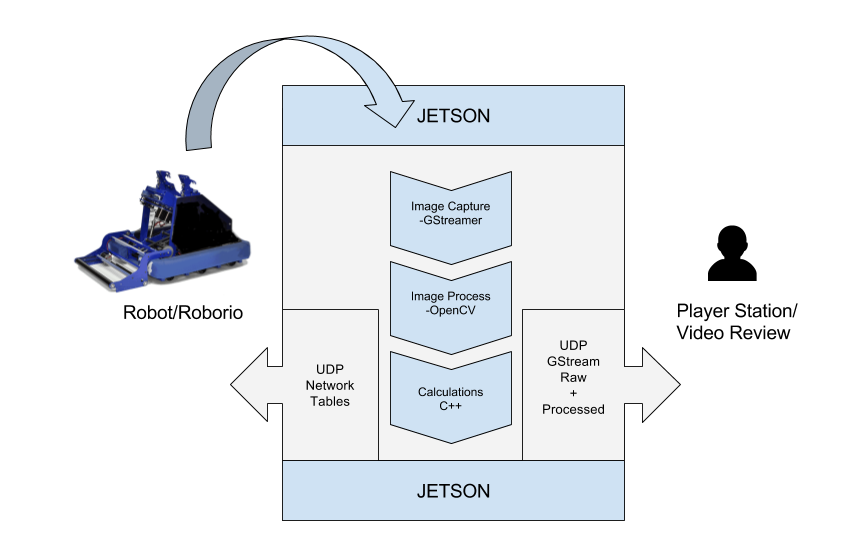 JETSON
Image Capture
-GStreamer
Image Process
-OpenCV
Calculations
C++
Robot/Roborio
UDP
Network
Tables
UDP
GStream
Raw
+
Processed
Player Station/
Video Review
JETSON